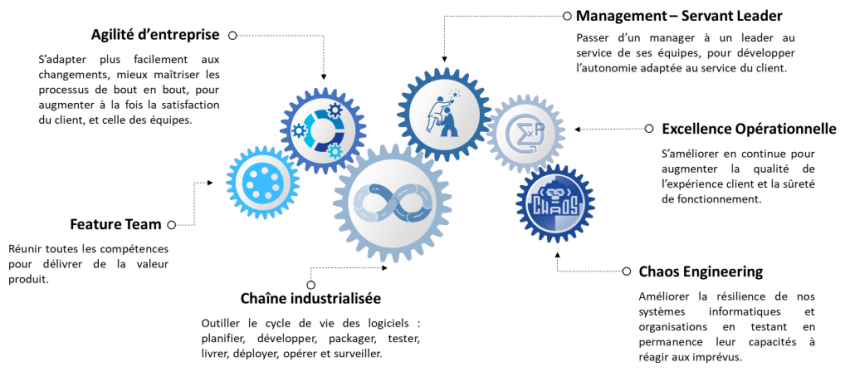 Agilité d’entreprise
S’adapter plus facilement aux
changements, mieux maîtriser les
processus de bout en bout, pour
augmenter à la fois la satisfaction
du client, et celle des équipes.
Management – Servant Leader
Passer d’un manager à un leader au
service de ses équipes, pour développer
l’autonomie adaptée au service du client.
Excellence Opérationnelle
S’améliorer en continue pour
augmenter la qualité de
l’expérience client et la sûreté
de fonctionnement.
Feature Team
Réunir toutes les compétences
pour délivrer de la valeur
produit.
Chaîne industrialisée
Outiller le cycle de vie des logiciels :
planifier, développer, packager, tester,
livrer, déployer, opérer et surveiller.
CHAOS
Chaos Engineering
Améliorer la résilience de nos
systèmes informatiques et
organisations en testant en
permanence leur capacités à
réagir aux imprévus.